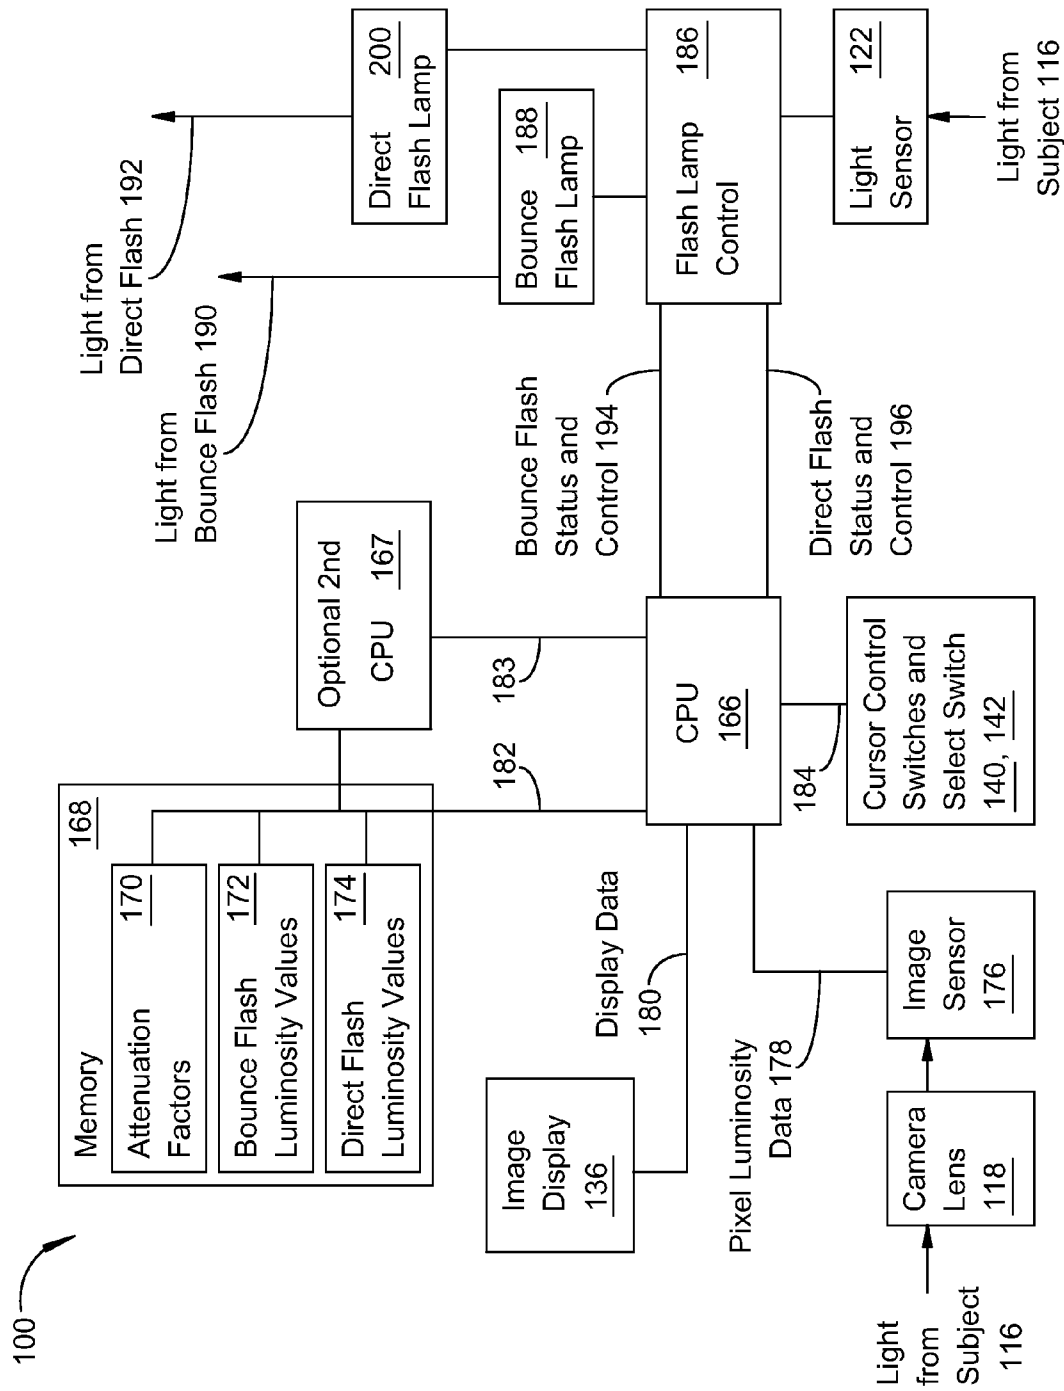 100
Memory
168
Attenuation
Factors
170
Bounce Flash
Luminosity Values
172
Direct Flash
Luminosity Values
174
Optional 2nd
CPU
167
Light from
Bounce Flash 190
Light from
Direct Flash 192
Direct
Flash Lamp
200
Bounce
Flash Lamp
188
Image
Display
136
Display Data
180
182
183
CPU
166
Bounce Flash
Status and
Control 194
Direct Flash
Status and
Control 196
Flash Lamp
Control
186
Pixel Luminosity
Data 178
184
Light
from
Subject
116
Camera
Lens
118
Image
Sensor
176
Cursor Control
Switches and
Select Switch
140, 142
Light
Sensor
122
Light from
Subject 116